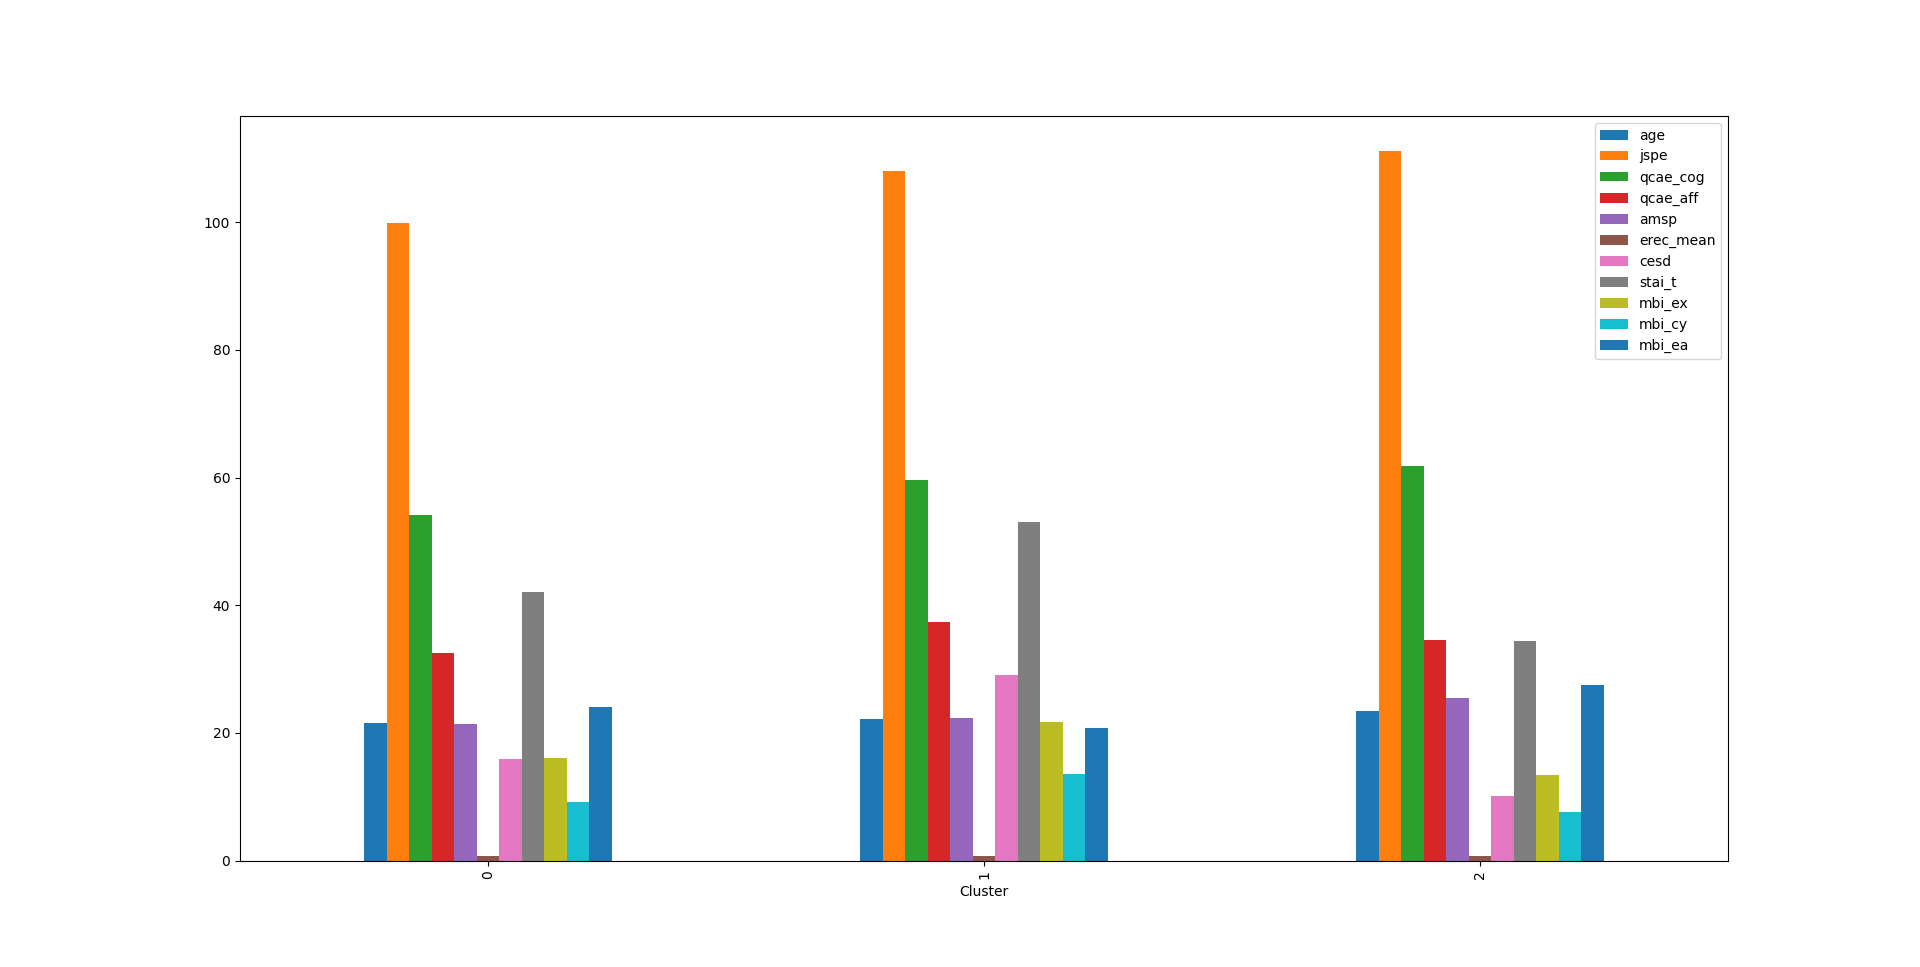 100
80
60
40
20
0
0
1
2
Cluster
age
jspe
qcae_cog
qcae_aff
amsp
erec_mean
cesd
stai_t
mbi_ex
mbi_cy
mbi_ea